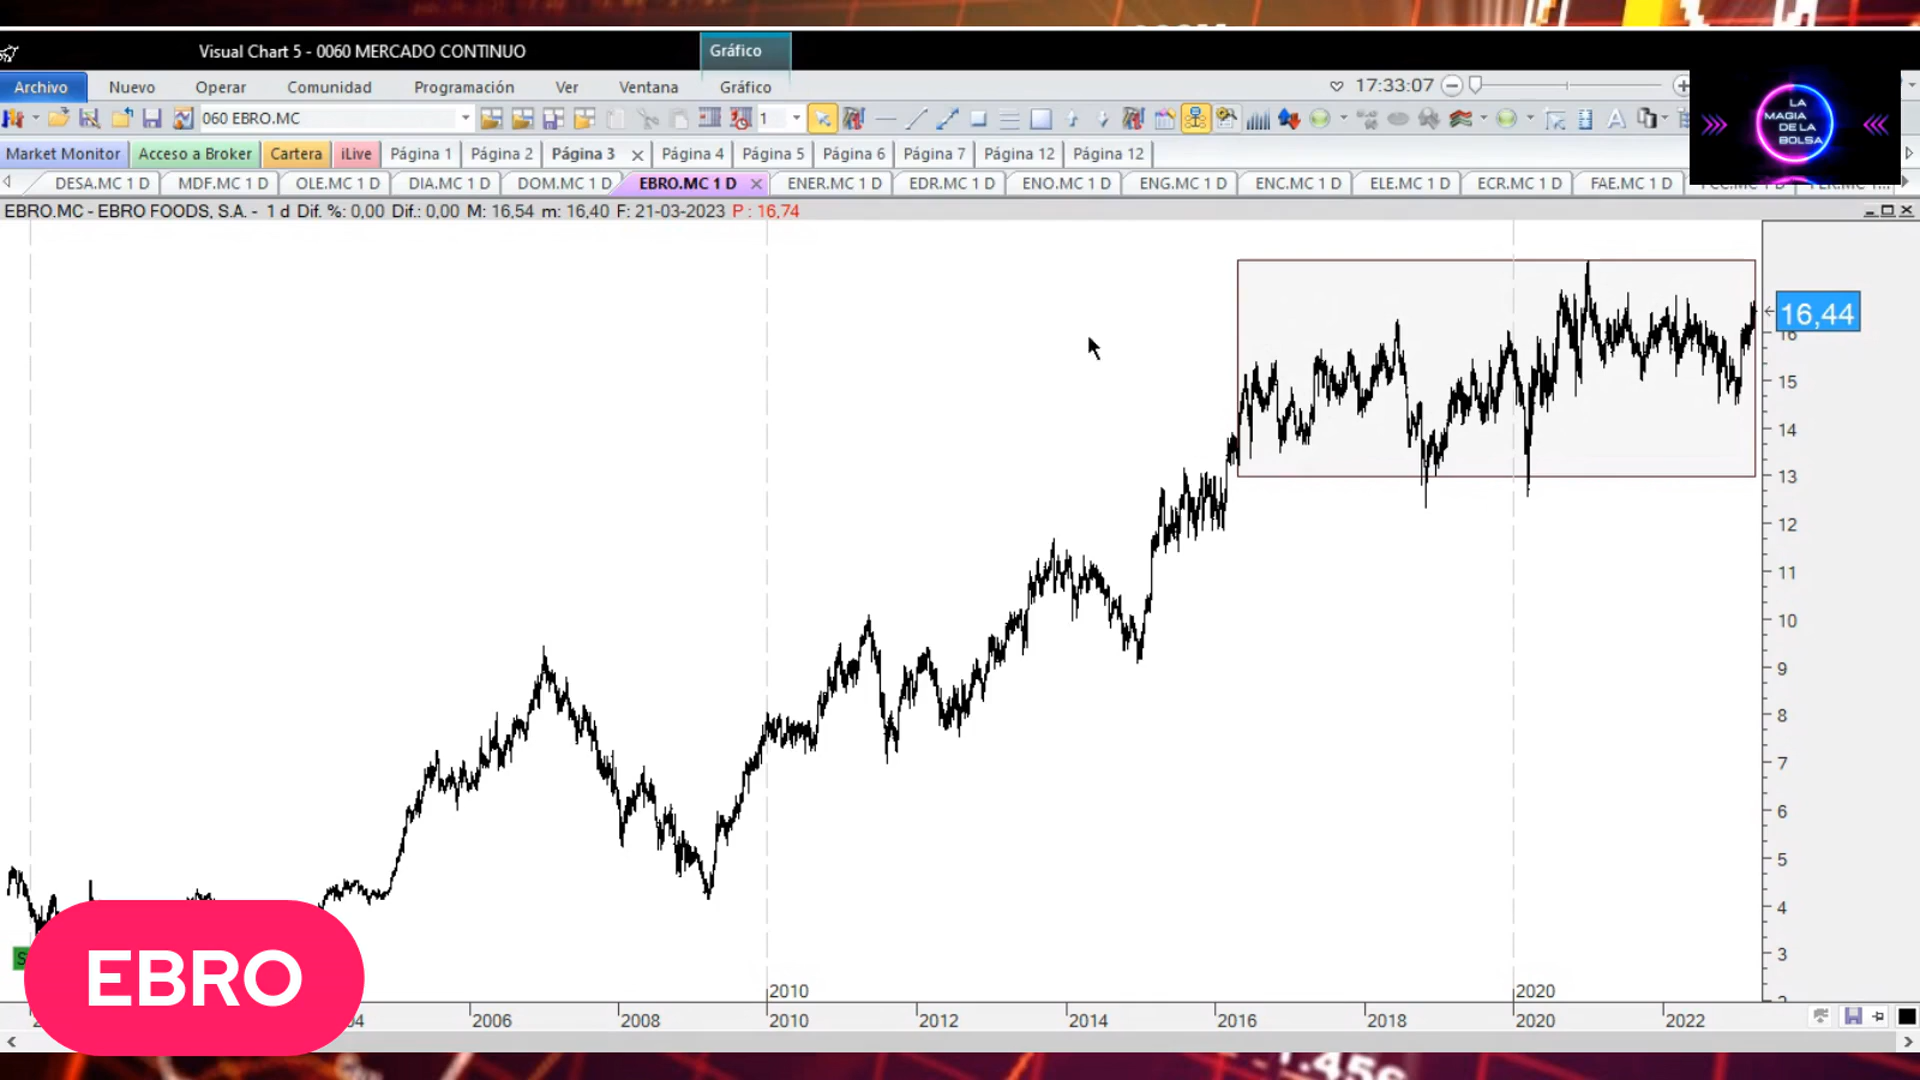 Visual Chart 5 - 0060 MERCADO CONTINUO
Gráfico
Archivo Nuevo Operar Comunidad Programación Ver Ventana Gráfico 17:33:07
060 EBRO.MC 1
LA
MAGIA
DE LA
BOLSA
Market Monitor Acceso a Broker Cartera iLive Página 1 Página 2 Página 3 Página 4 Página 5 Página 6 Página 7 Página 12 Página 12
DESA.MC 1 D MDF.MC 1 D OLE.MC 1 D DIA.MC 1 D DOM.MC 1 D EBRO.MC 1 D ENER.MC 1 D EDR.MC 1 D ENO.MC 1 D ENG.MC 1 D ENC.MC 1 D ELE.MC 1 D ECR.MC 1 D FAE.MC 1 D
EBRO.MC - EBRO FOODS, S.A. - 1 d Dif. %: 0,00 Dif.: 0,00 M: 16,54 m: 16,40 F: 21-03-2023 P : 16,74
16,44
16
15
14
13
12
11
10
9
8
7
6
5
4
3
EBRO
2010 2020
2006 2008 2010 2012 2014 2016 2018 2020 2022